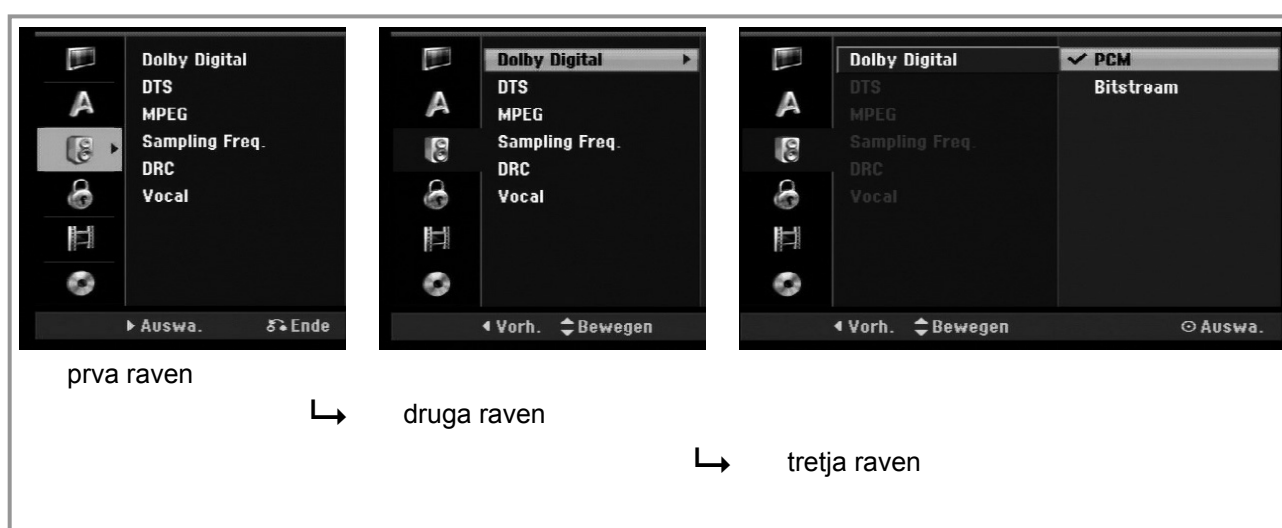 Dolby Digital
DTS
MPEG
Sampling Freq.
DRC
Vocal
Auswa. Ende
Dolby Digital
DTS
MPEG
Sampling Freq.
DRC
Vocal
Vorh. Bewegen
Dolby Digital
DTS
MPEG
Sampling Freq.
DRC
Vocal
PCM
Bitstream
Vorh. Bewegen Auswa.
prva raven
druga raven
tretja raven